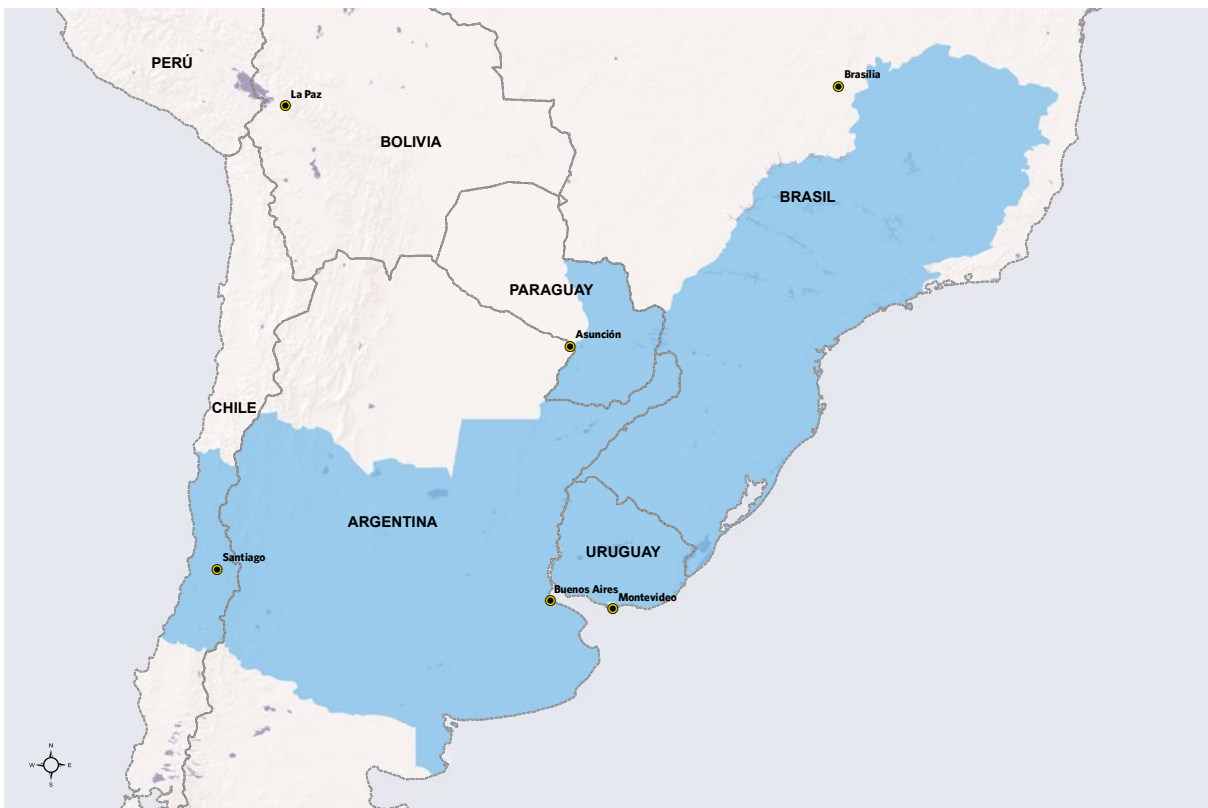 PERÚ
La Paz
Brasília
BOLIVIA
BRASIL
PARAGUAY
Asunción
CHILE
ARGENTINA
URUGUAY
Santiago
Buenos Aires
Montevideo
N
W
E
S